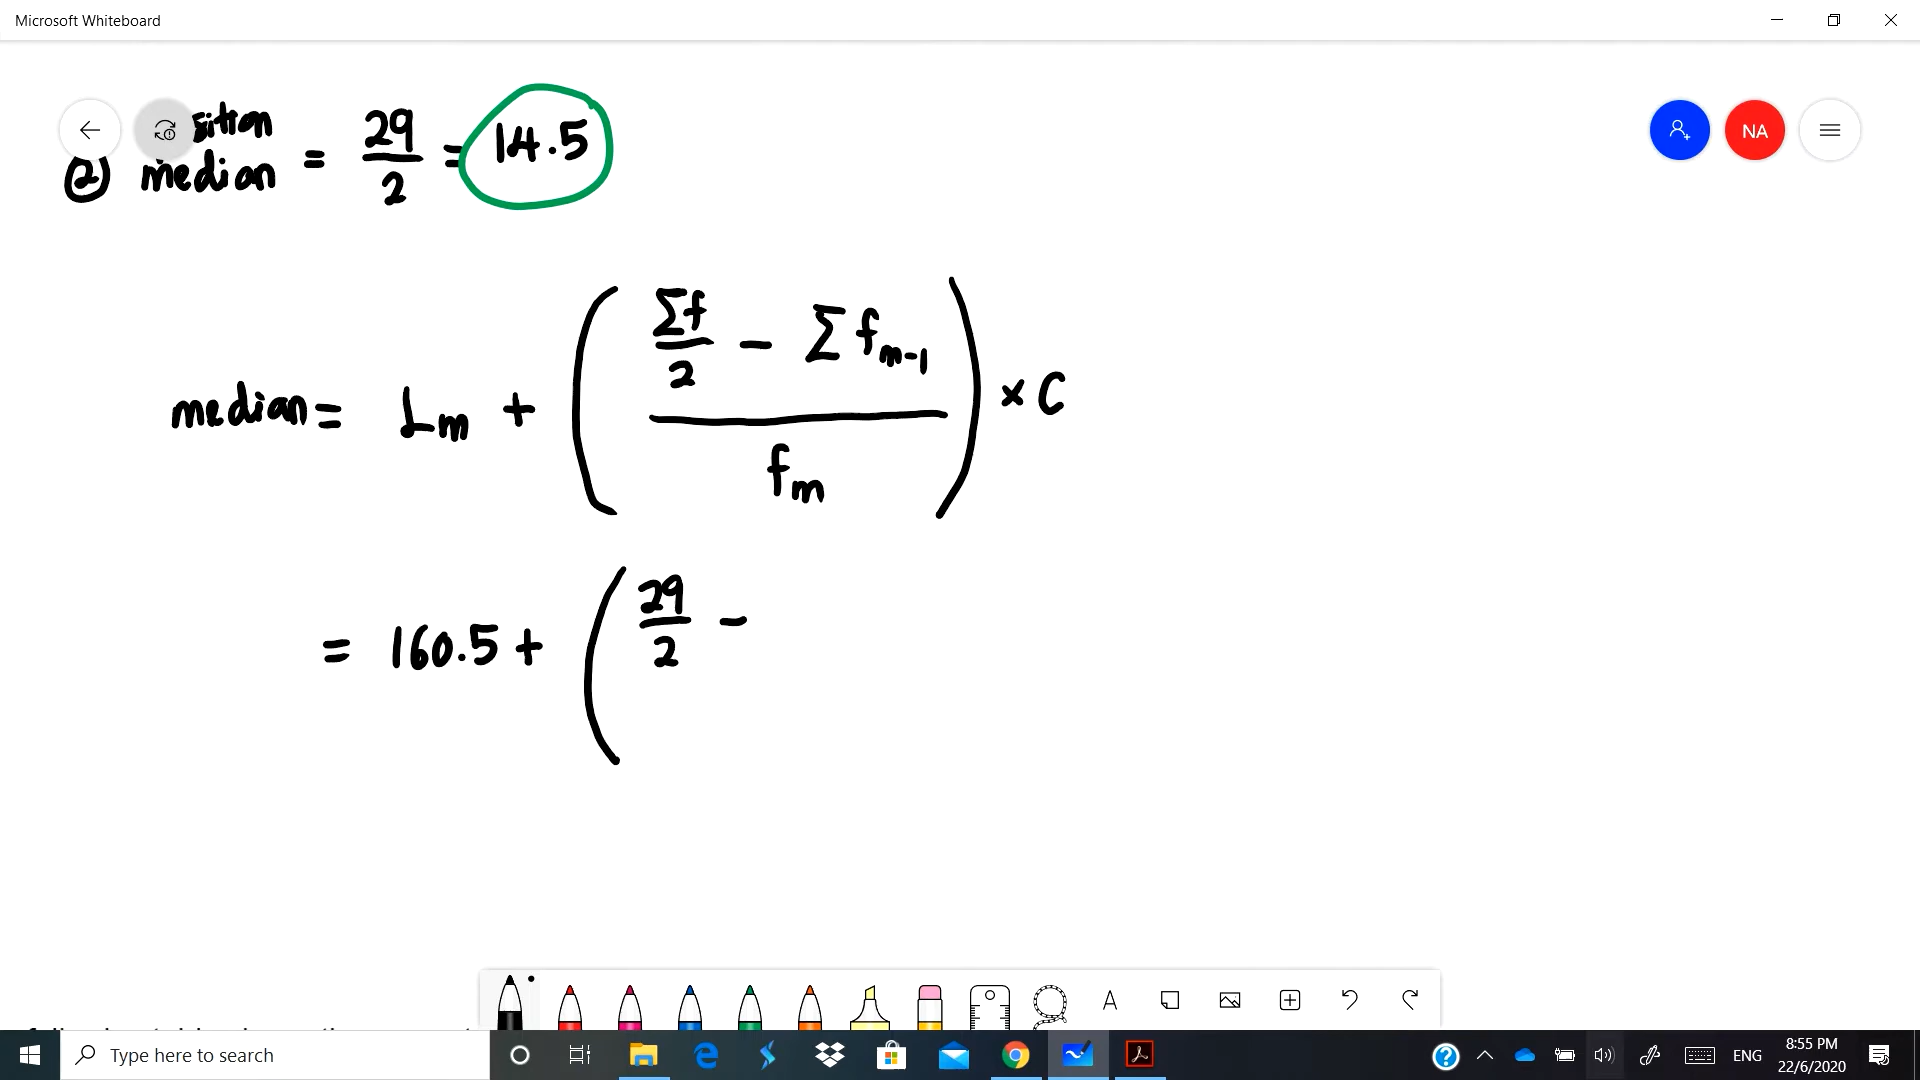 Microsoft Whiteboard
② median = 29/2 = 14.5
NA
median = Lm + ( (Σf/2 − Σfm-1) / fm ) × C
= 160.5 + ( 29/2 −
A
Type here to search
ENG
8:55 PM
22/6/2020